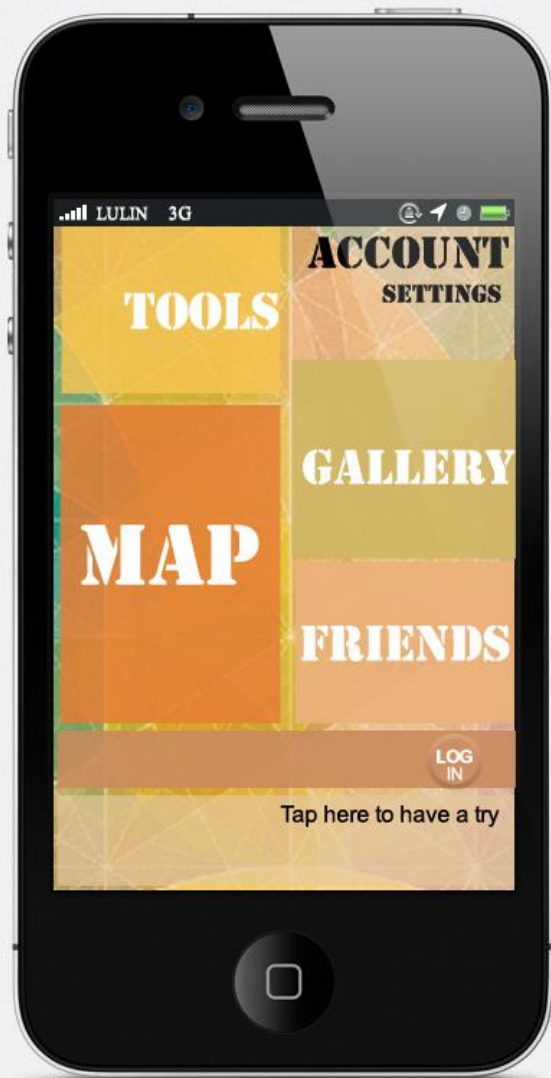 LULIN 3G
ACCOUNT
SETTINGS
TOOLS
GALLERY
MAP
FRIENDS
LOG
IN
Tap here to have a try